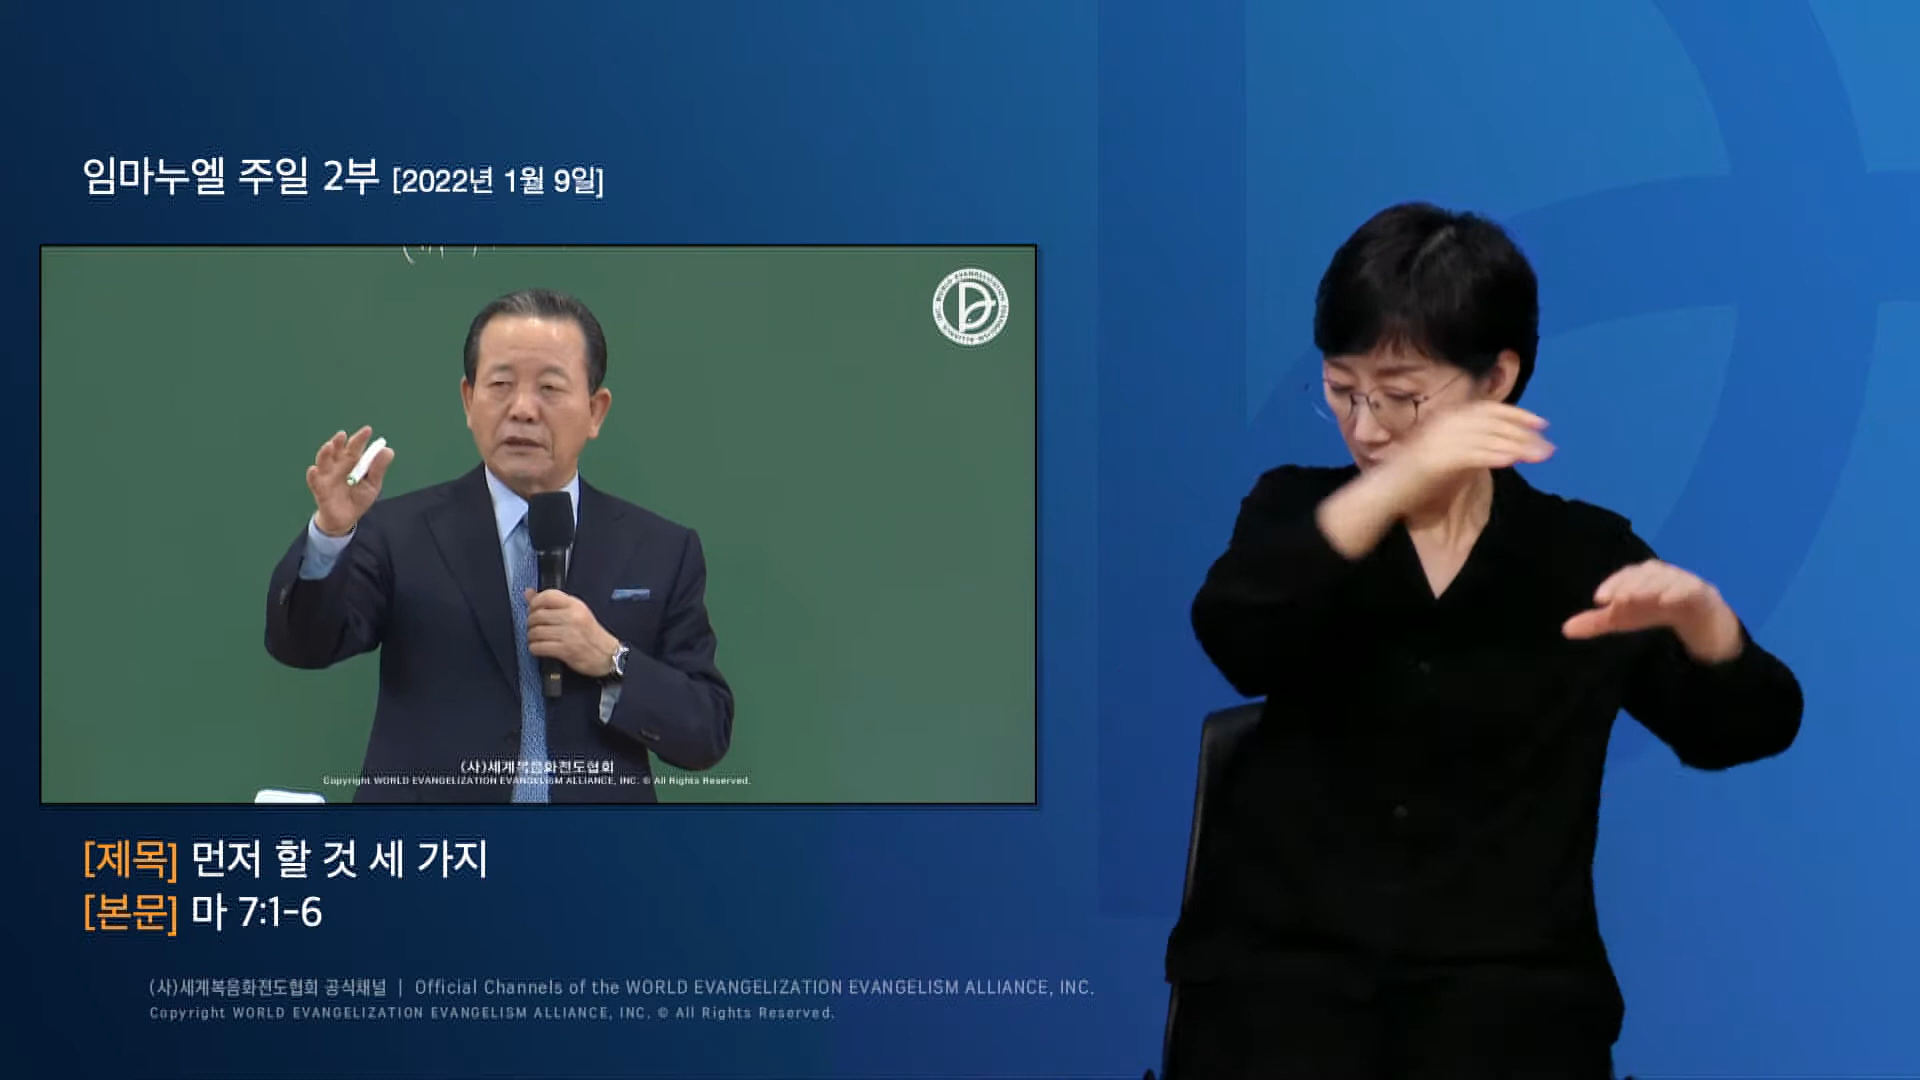 임마누엘 주일 2부 [2022년 1월 9일]
(사)세계복음화전도협회
Copyright WORLD EVANGELIZATION EVANGELISM ALLIANCE, INC. © All Rights Reserved.
[제목] 먼저 할 것 세 가지
[본문] 마 7:1-6
(사)세계복음화전도협회 공식채널 | Official Channels of the WORLD EVANGELIZATION EVANGELISM ALLIANCE, INC.
Copyright WORLD EVANGELIZATION EVANGELISM ALLIANCE, INC. © All Rights Reserved.